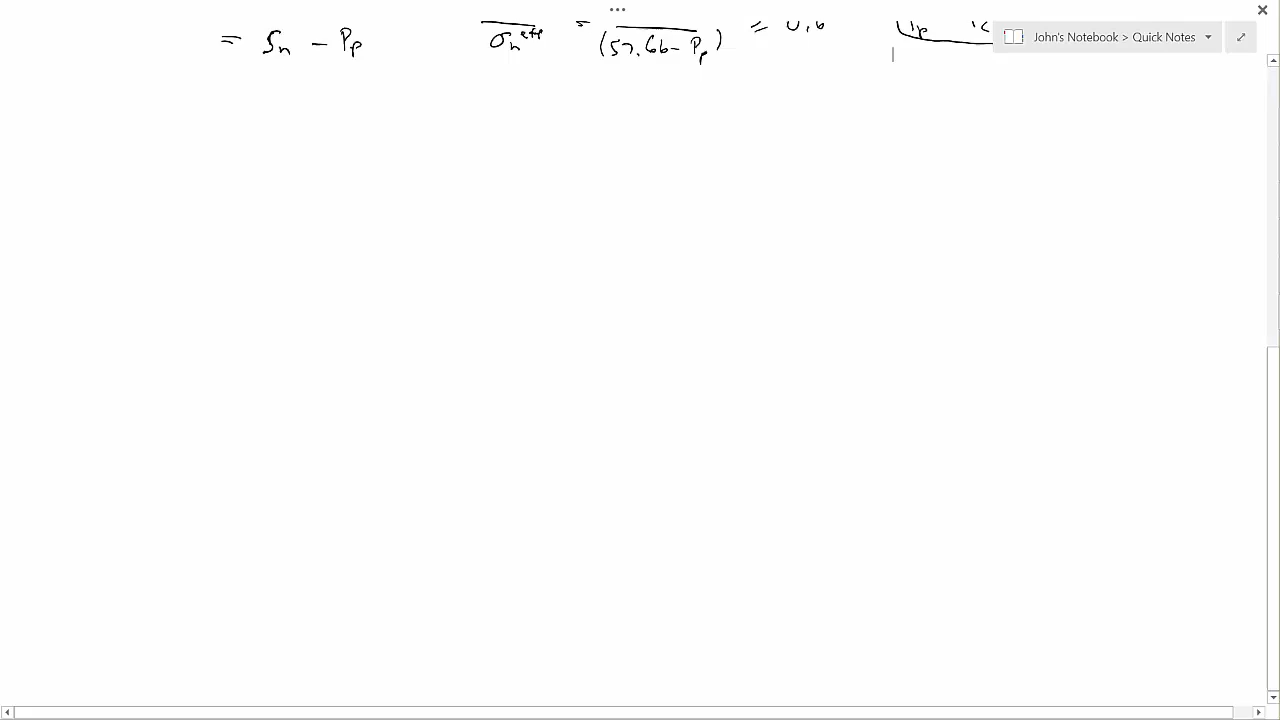 = Sn - Pp
σn^eff = (57.66 - Pp) = 0.6
John's Notebook > Quick Notes